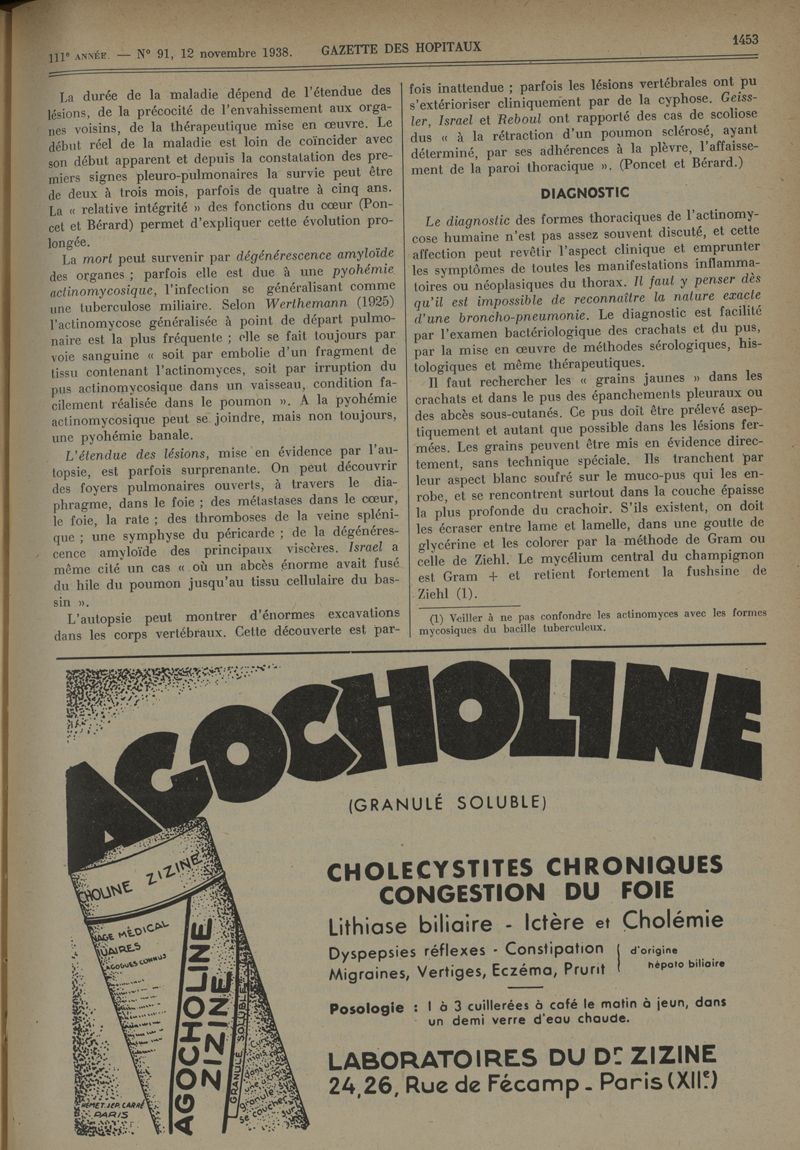 111e ANNÉE. — N° 91, 12 novembre 1938.
GAZETTE DES HOPITAUX
1453
La durée de la maladie dépend de l'étendue des
lésions, de la précocité de l'envahissement aux orga-
nes voisins, de la thérapeutique mise en œuvre. Le
début réel de la maladie est loin de coïncider avec
son début apparent et depuis la constatation des pre-
miers signes pleuro-pulmonaires la survie peut être
de deux à trois mois, parfois de quatre à cinq ans.
La « relative intégrité » des fonctions du cœur (Pon-
cet et Bérard) permet d'expliquer cette évolution pro-
longée.
La mort peut survenir par dégénérescence amyloïde
des organes ; parfois elle est due à une pyohémie
actinomycosique, l'infection se généralisant comme
une tuberculose miliaire. Selon Werthemann (1925)
l'actinomycose généralisée à point de départ pulmo-
naire est la plus fréquente ; elle se fait toujours par
voie sanguine « soit par embolie d'un fragment de
tissu contenant l'actinomyces, soit par irruption du
pus actinomycosique dans un vaisseau, condition fa-
cilement réalisée dans le poumon ». A la pyohémie
actinomycosique peut se joindre, mais non toujours,
une pyohémie banale.
L'étendue des lésions, mise en évidence par l'au-
topsie, est parfois surprenante. On peut découvrir
des foyers pulmonaires ouverts, à travers le dia-
phragme, dans le foie ; des métastases dans le cœur,
le foie, la rate ; des thromboses de la veine spléni-
que ; une symphyse du péricarde ; de la dégénéres-
cence amyloïde des principaux viscères. Israel a
même cité un cas « où un abcès énorme avait fusé
du hile du poumon jusqu'au tissu cellulaire du bas-
sin ».
L'autopsie peut montrer d'énormes excavations
dans les corps vertébraux. Cette découverte est par-
fois inattendue ; parfois les lésions vertébrales ont pu
s'extérioriser cliniquement par de la cyphose. Geiss-
ler, Israel et Reboul ont rapporté des cas de scoliose
dus « à la rétraction d'un poumon sclérosé, ayant
déterminé, par ses adhérences à la plèvre, l'affaisse-
ment de la paroi thoracique ». (Poncet et Bérard.)
DIAGNOSTIC
Le diagnostic des formes thoraciques de l'actinomy-
cose humaine n'est pas assez souvent discuté, et cette
affection peut revêtir l'aspect clinique et emprunter
les symptômes de toutes les manifestations inflamma-
toires ou néoplasiques du thorax. Il faut y penser dès
qu'il est impossible de reconnaître la nature exacte
d'une broncho-pneumonie. Le diagnostic est facilité
par l'examen bactériologique des crachats et du pus,
par la mise en œuvre de méthodes sérologiques, his-
tologiques et même thérapeutiques.
Il faut rechercher les « grains jaunes » dans les
crachats et dans le pus des épanchements pleuraux ou
des abcès sous-cutanés. Ce pus doit être prélevé asep-
tiquement et autant que possible dans les lésions fer-
mées. Les grains peuvent être mis en évidence direc-
tement, sans technique spéciale. Ils tranchent par
leur aspect blanc soufré sur le muco-pus qui les en-
robe, et se rencontrent surtout dans la couche épaisse
la plus profonde du crachoir. S'ils existent, on doit
les écraser entre lame et lamelle, dans une goutte de
glycérine et les colorer par la méthode de Gram ou
celle de Ziehl. Le mycélium central du champignon
est Gram + et retient fortement la fushsine de
Ziehl (1).
(1) Veiller à ne pas confondre les actinomyces avec les formes
mycosiques du bacille tuberculeux.
AGOCHOLINE
(GRANULÉ SOLUBLE)
CHOLECYSTITES CHRONIQUES
CONGESTION DU FOIE
Lithiase biliaire - Ictère et Cholémie
Dyspepsies réflexes - Constipation
Migraines, Vertiges, Eczéma, Prurit
d'origine
hépato biliaire
Posologie : 1 à 3 cuillerées à café le matin à jeun, dans
un demi verre d'eau chaude.
LABORATOIRES DU Dr ZIZINE
24,26, Rue de Fécamp - Paris (XIIe)
CHOLINE ZIZINE
MÉDICAL
AGOCHOLINE
ZIZINE
GRANULÉ SOLUBLE
JEP. CARRÉ
PARIS